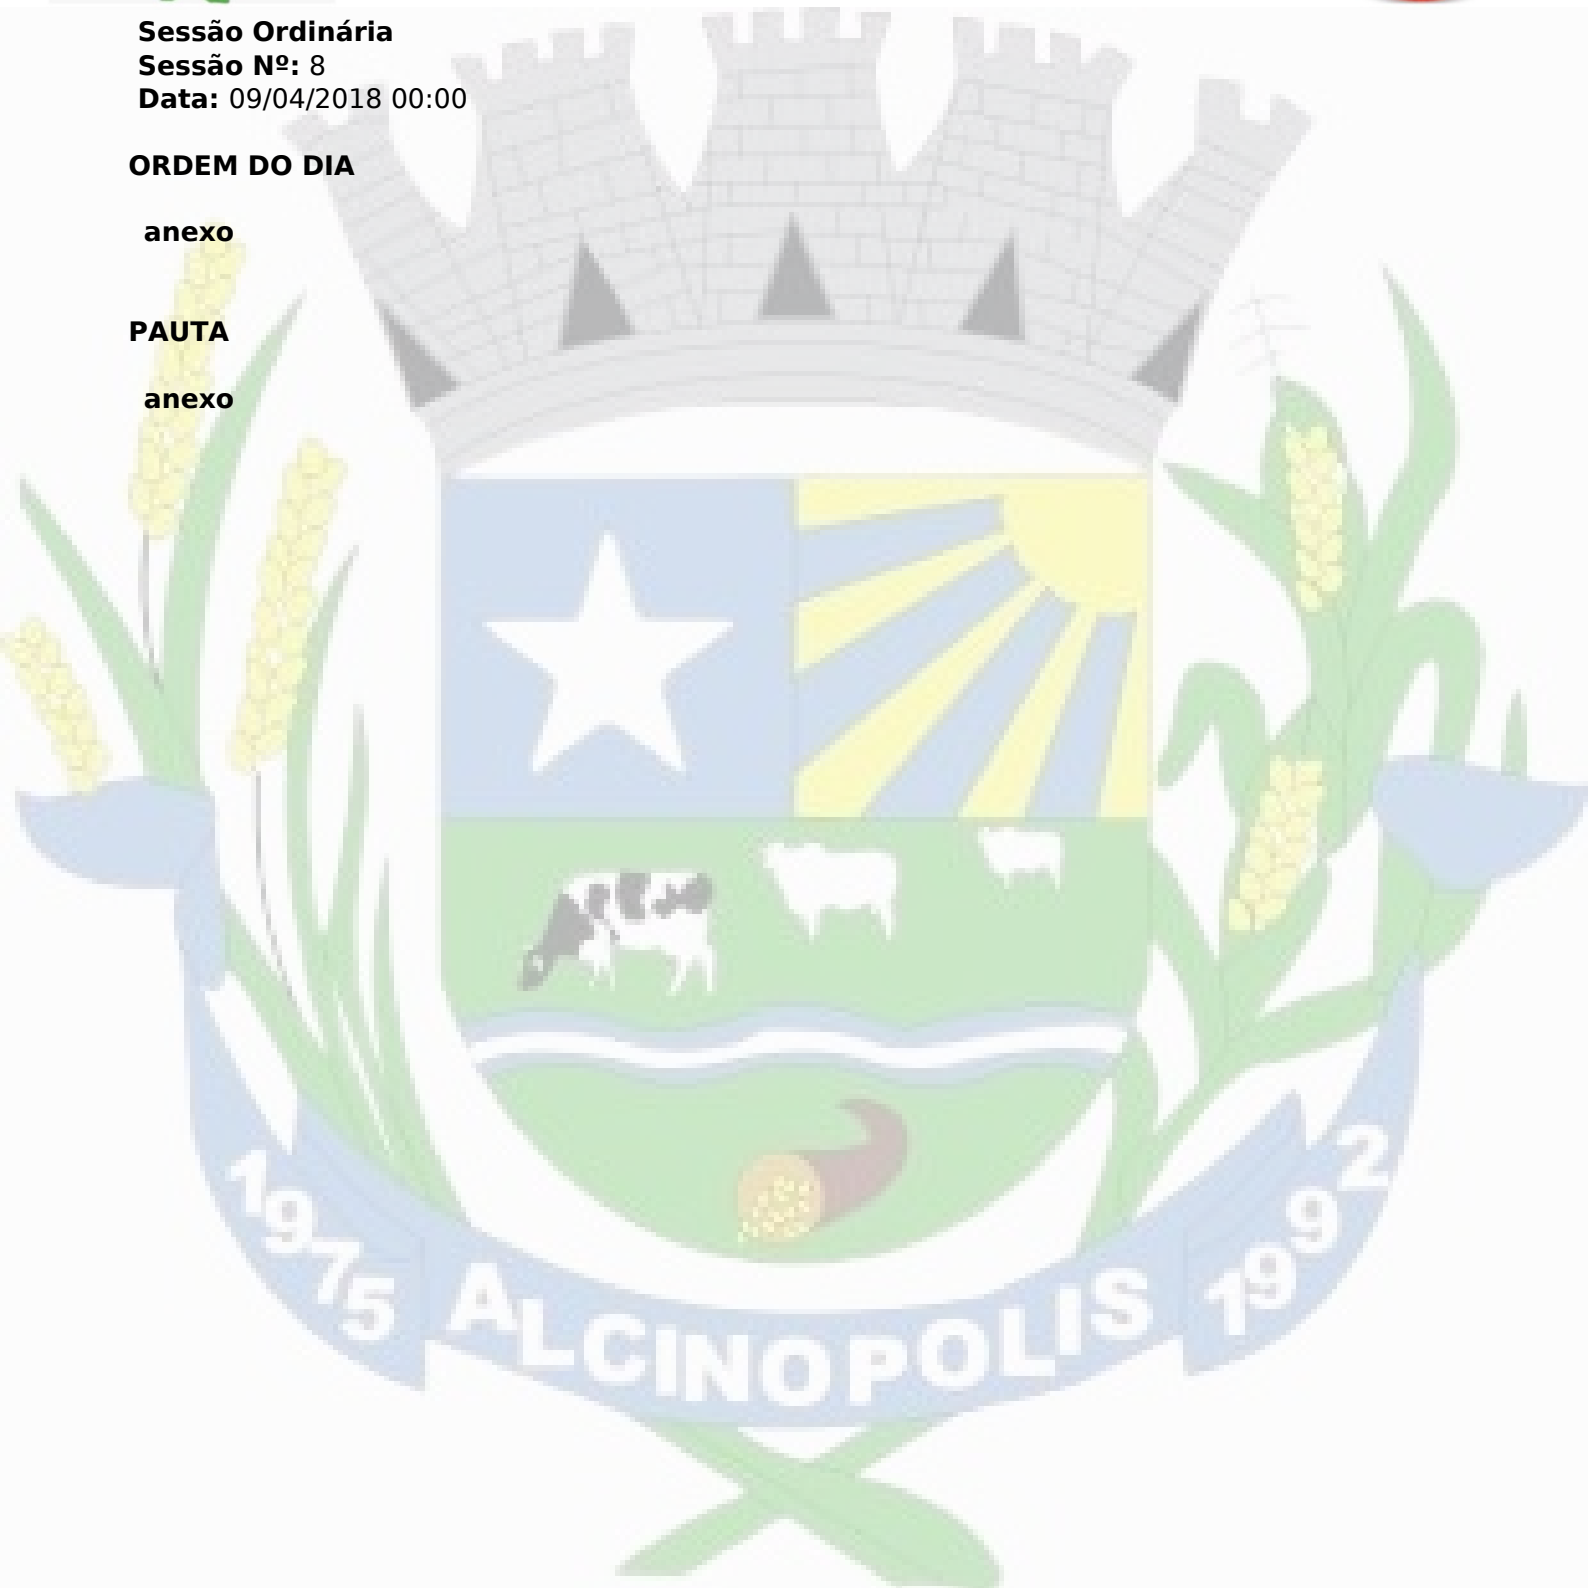 Sessão Ordinária
Sessão Nº: 8
Data: 09/04/2018 00:00
ORDEM DO DIA
anexo
PAUTA
anexo
1975 ALCINOPOLIS 1992